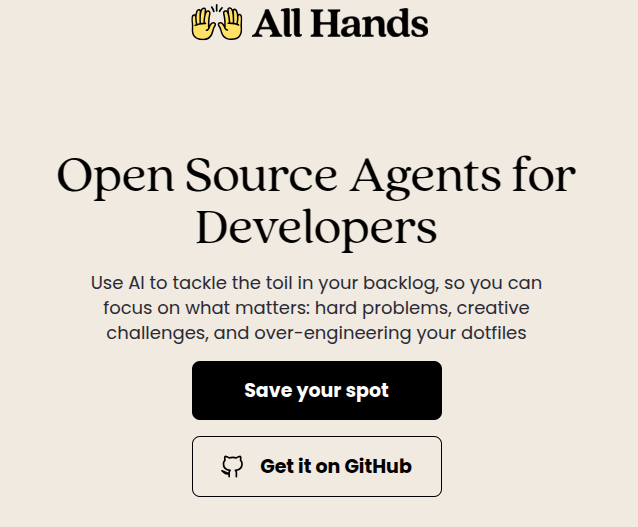 All Hands
Open Source Agents for
Developers
Use AI to tackle the toil in your backlog, so you can
focus on what matters: hard problems, creative
challenges, and over-engineering your dotfiles
Save your spot
Get it on GitHub